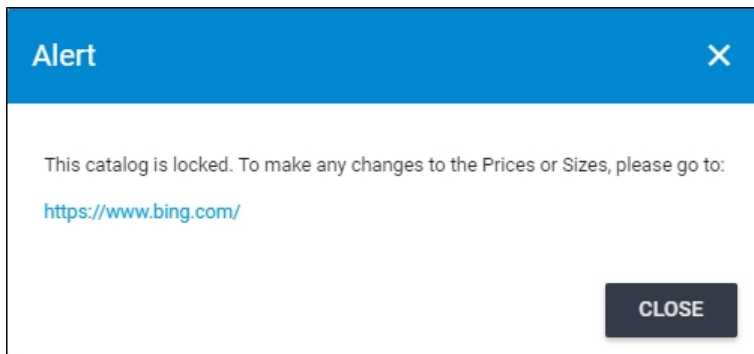 Alert
This catalog is locked. To make any changes to the Prices or Sizes, please go to:
https://www.bing.com/
CLOSE